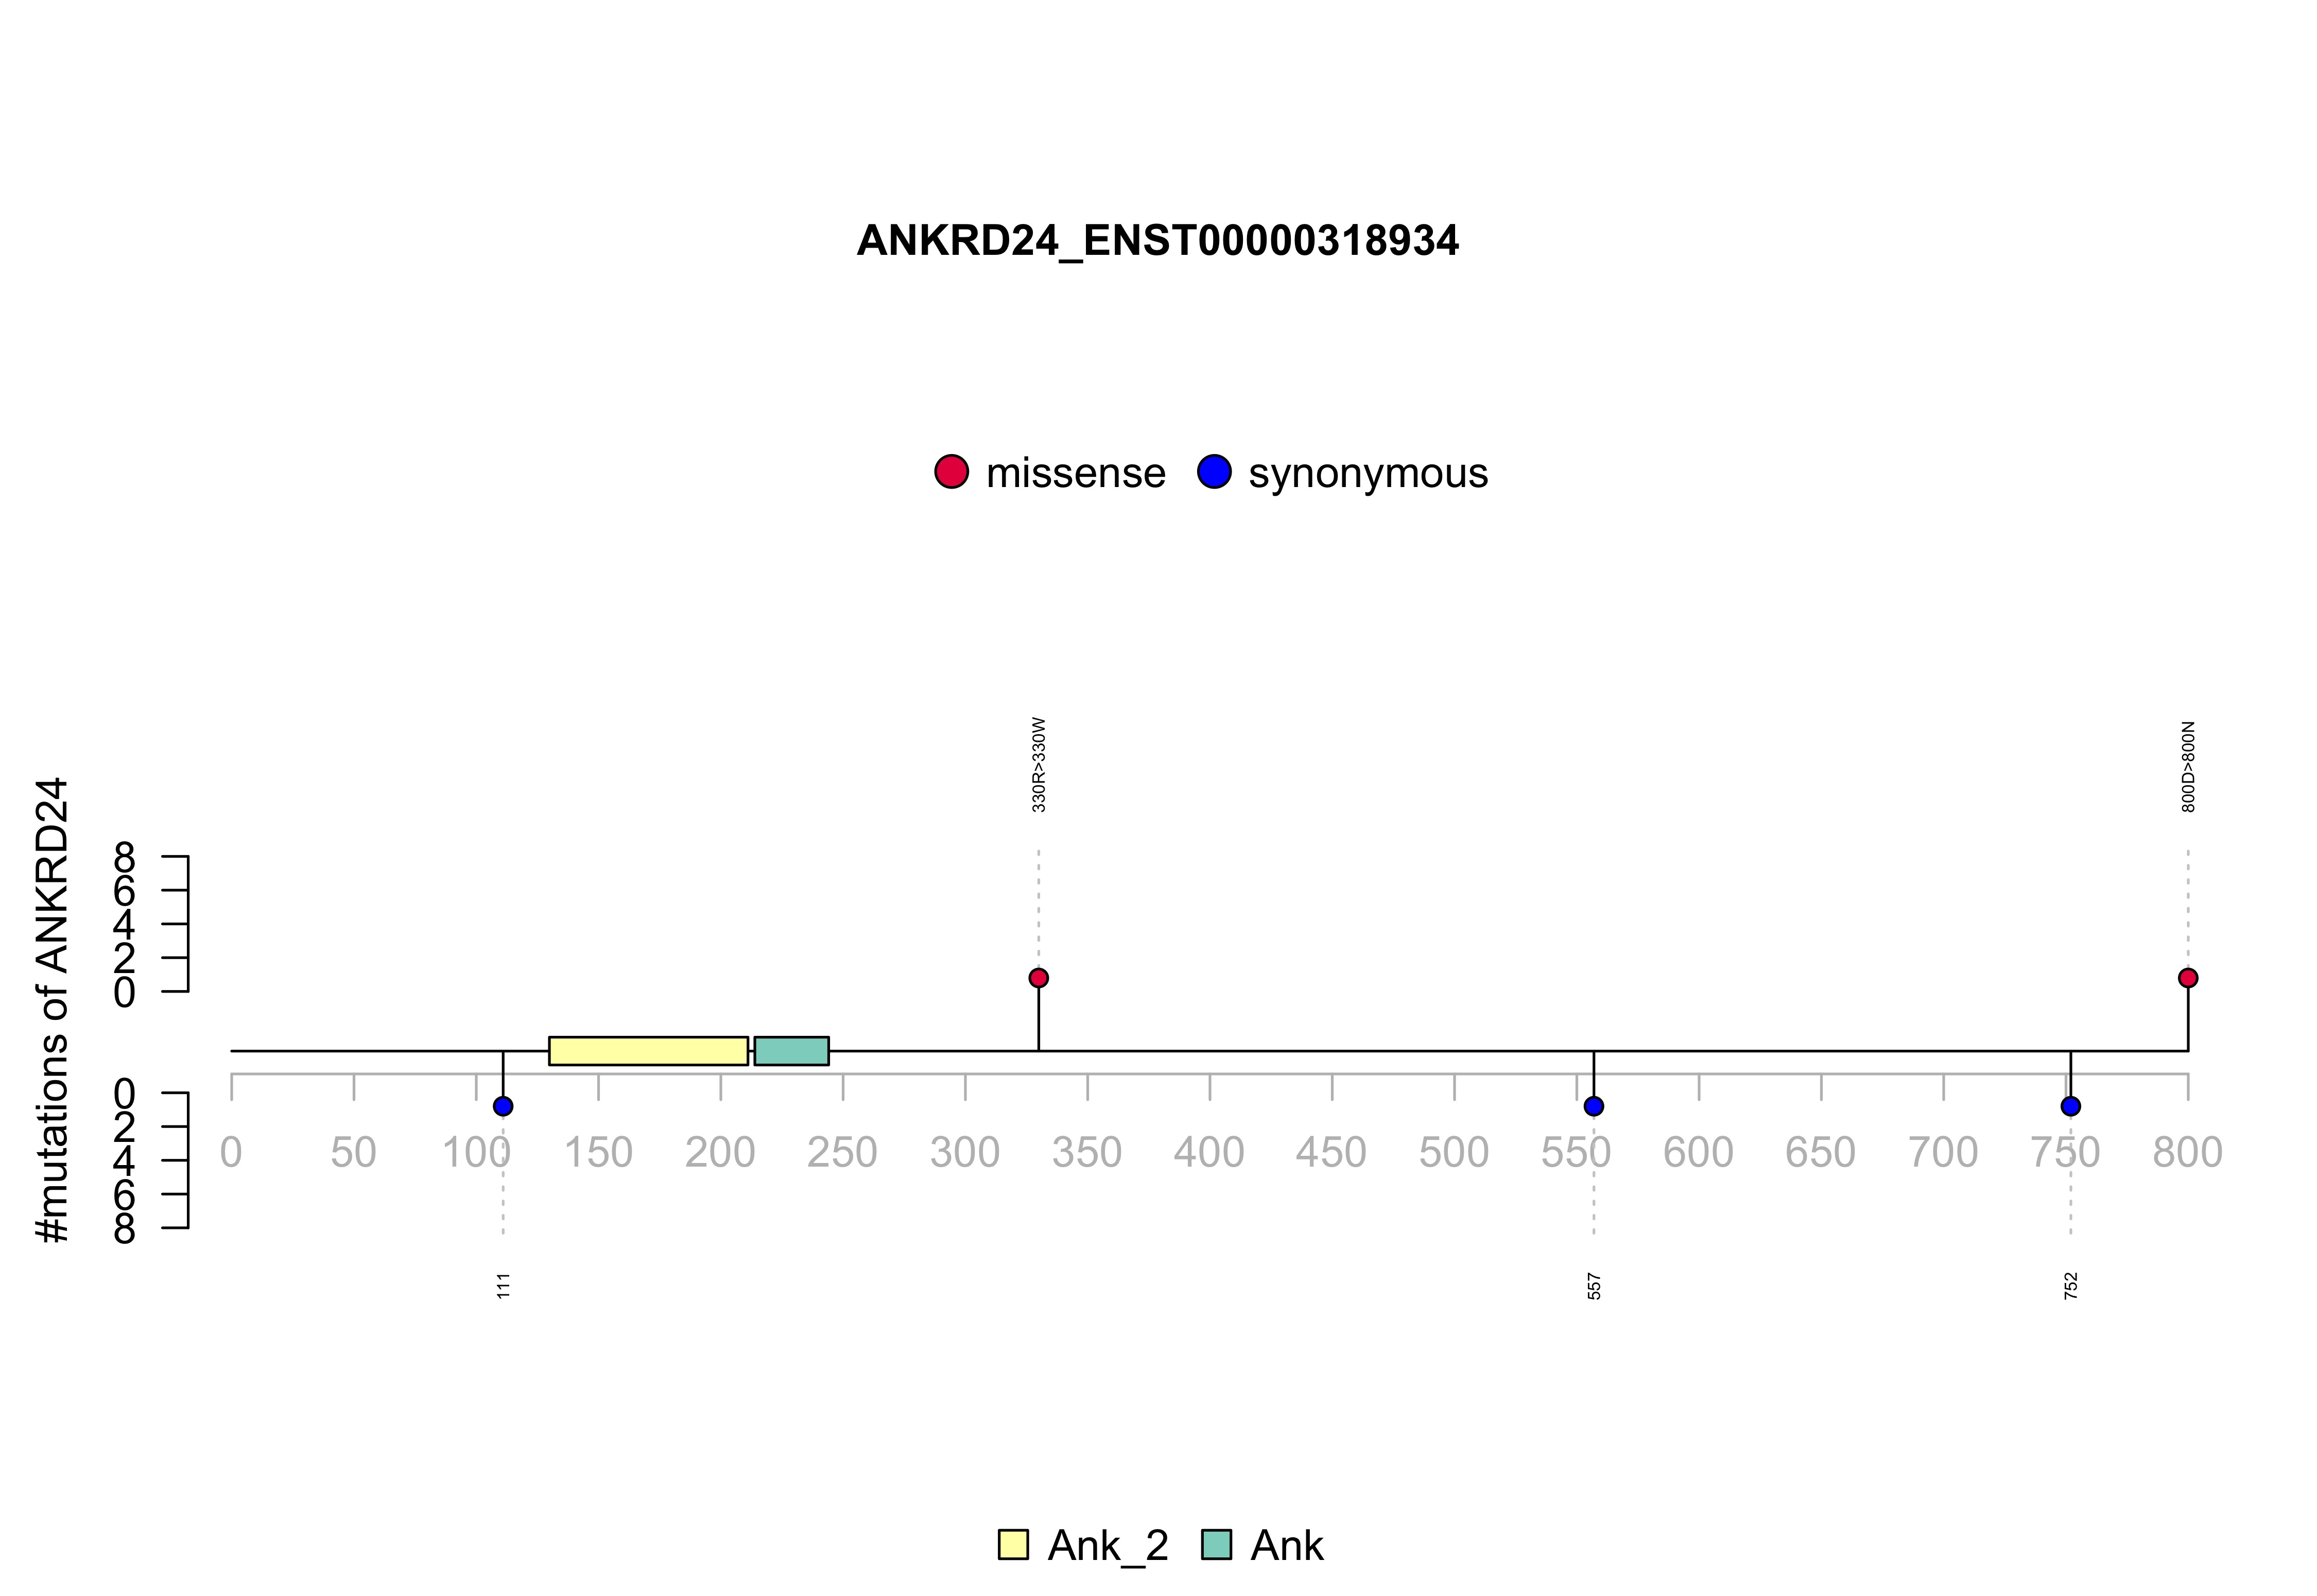 ANKRD24_ENST00000318934
missense synonymous
330R>330W 800D>800N
#mutations of ANKRD24
8
6
4
2
0
0
2
4
6
8
0 50 100 150 200 250 300 350 400 450 500 550 600 650 700 750 800
111 557 752
Ank_2 Ank